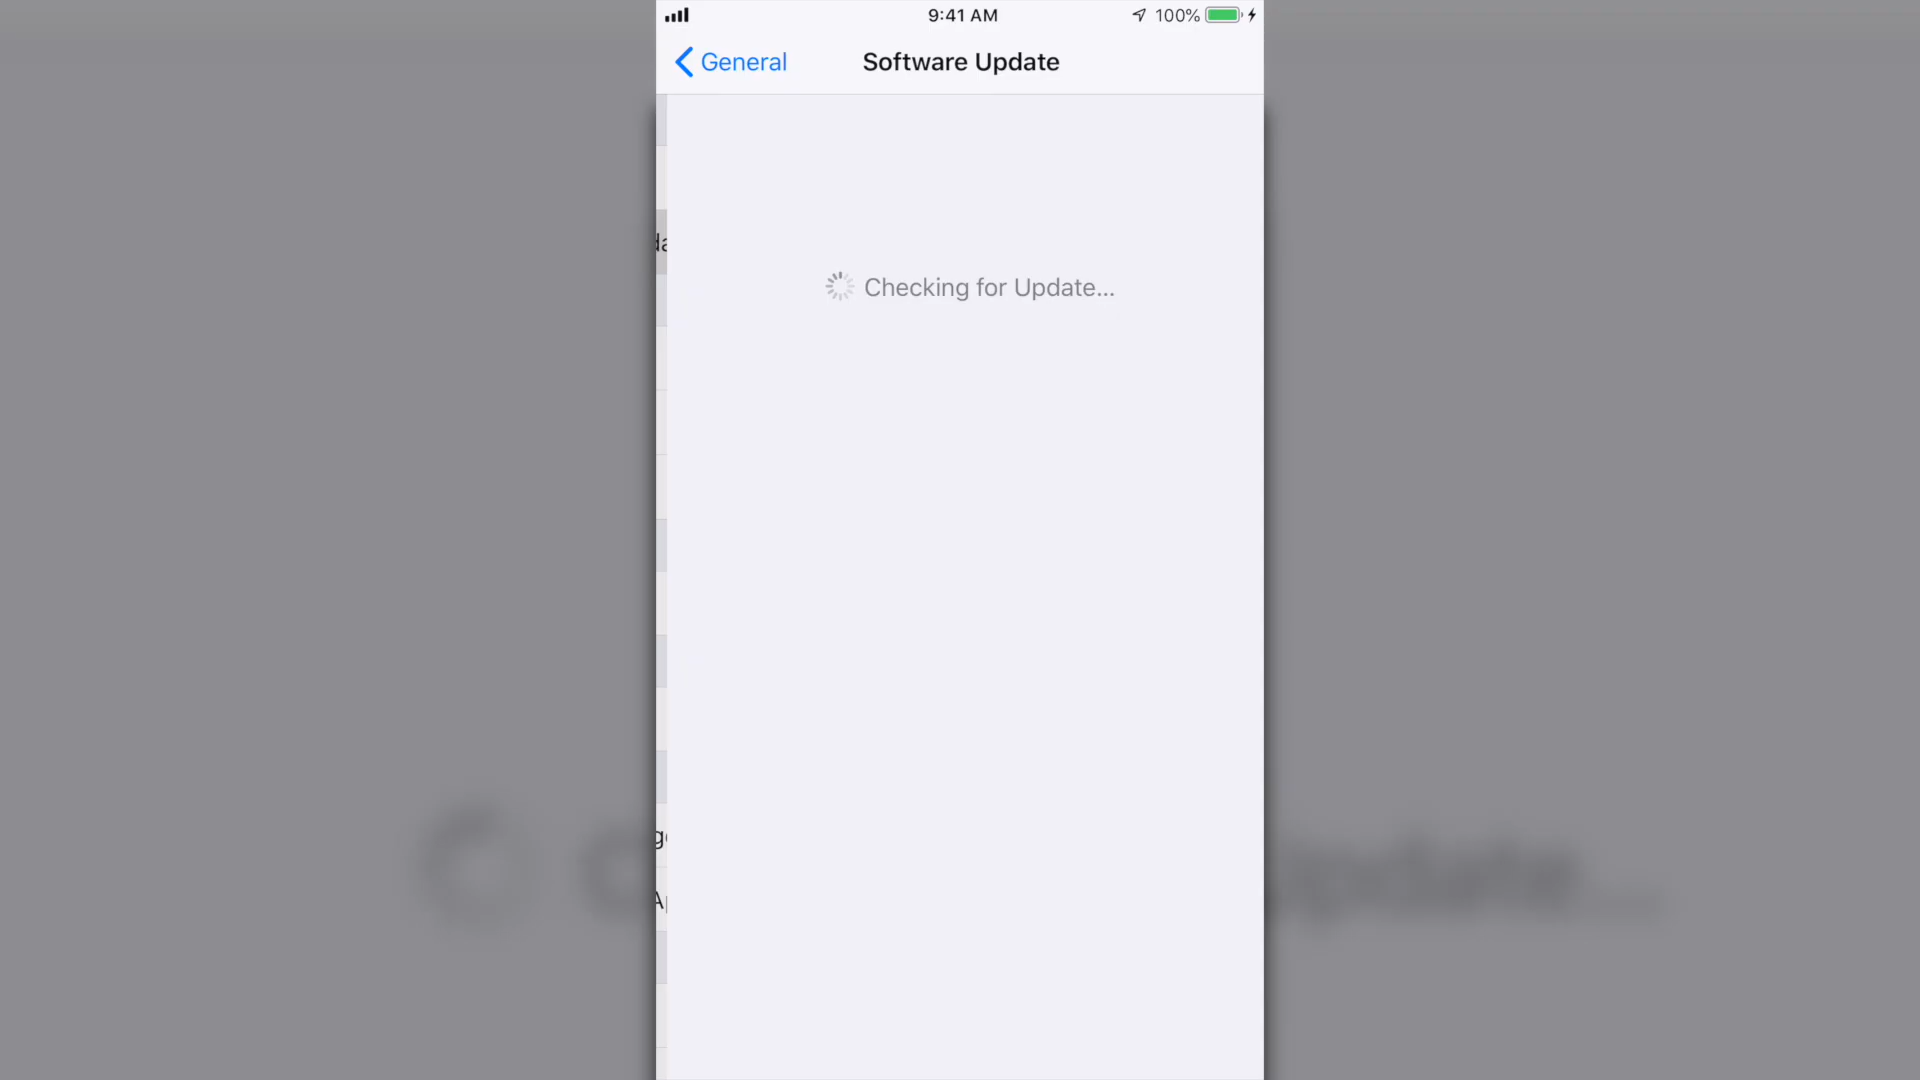 9:41 AM
100%
General
Software Update
Checking for Update...